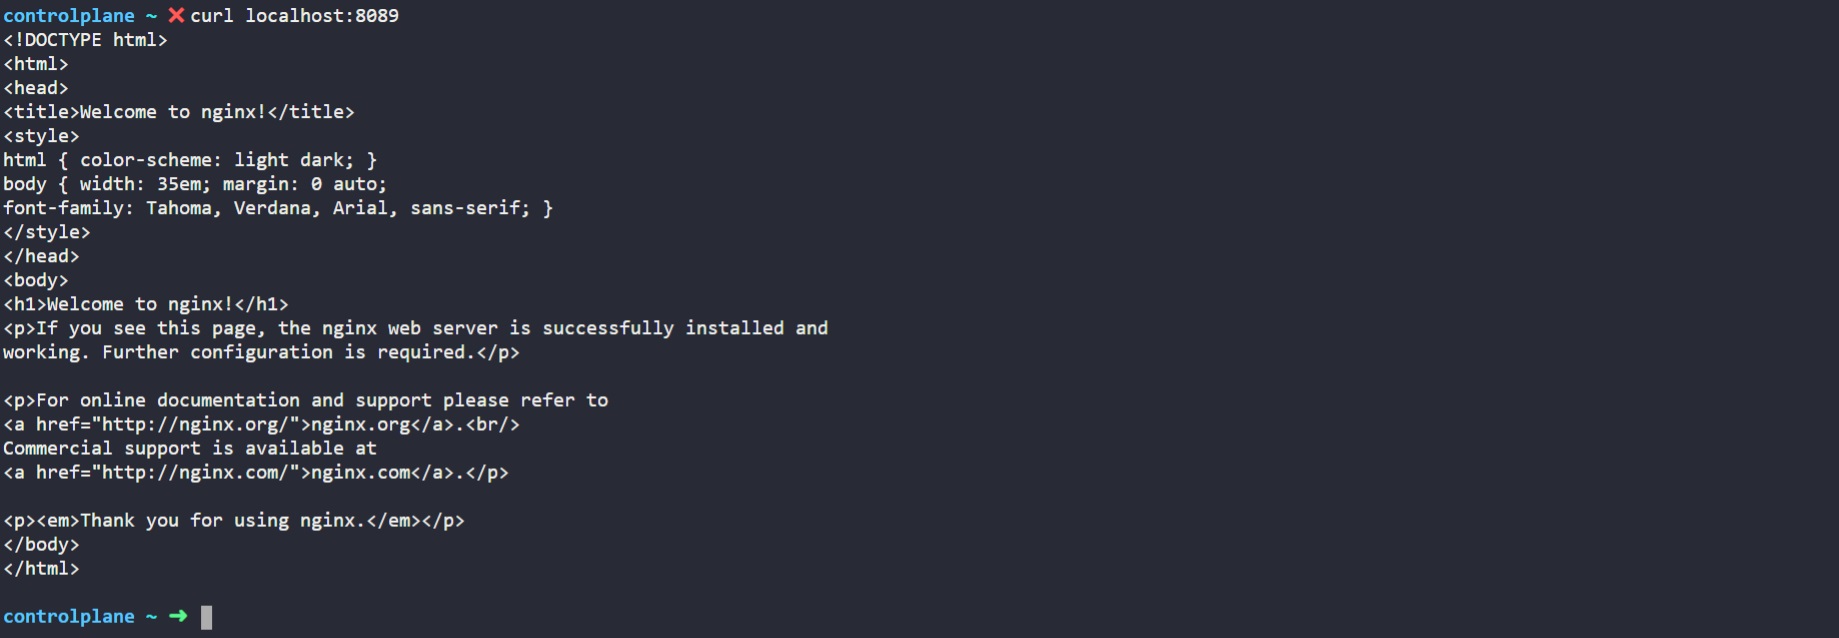 controlplane ~ ✖ curl localhost:8089
<!DOCTYPE html>
<html>
<head>
<title>Welcome to nginx!</title>
<style>
html { color-scheme: light dark; }
body { width: 35em; margin: 0 auto;
font-family: Tahoma, Verdana, Arial, sans-serif; }
</style>
</head>
<body>
<h1>Welcome to nginx!</h1>
<p>If you see this page, the nginx web server is successfully installed and
working. Further configuration is required.</p>

<p>For online documentation and support please refer to
<a href="http://nginx.org/">nginx.org</a>.<br/>
Commercial support is available at
<a href="http://nginx.com/">nginx.com</a>.</p>

<p><em>Thank you for using nginx.</em></p>
</body>
</html>

controlplane ~ ➜